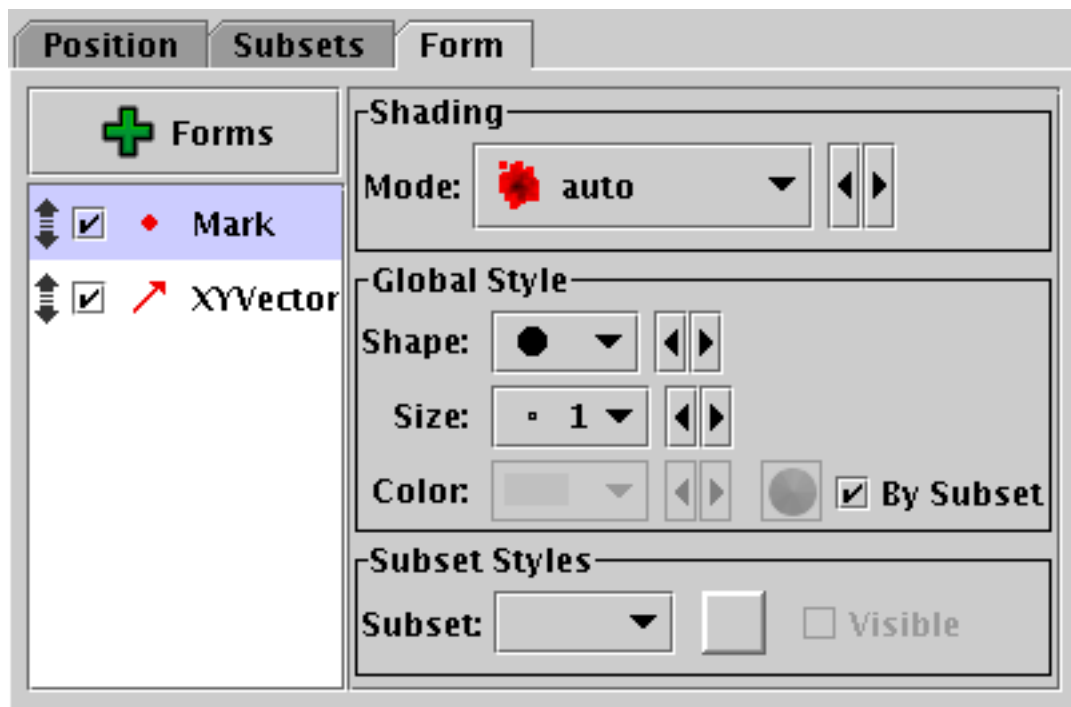 Position Subsets Form
Forms
Mark
XYVector
Shading
Mode: auto
Global Style
Shape:
Size: 1
Color: By Subset
Subset Styles
Subset: Visible